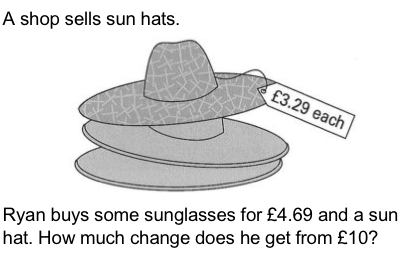 A shop sells sun hats.
£3.29 each
Ryan buys some sunglasses for £4.69 and a sun
hat. How much change does he get from £10?